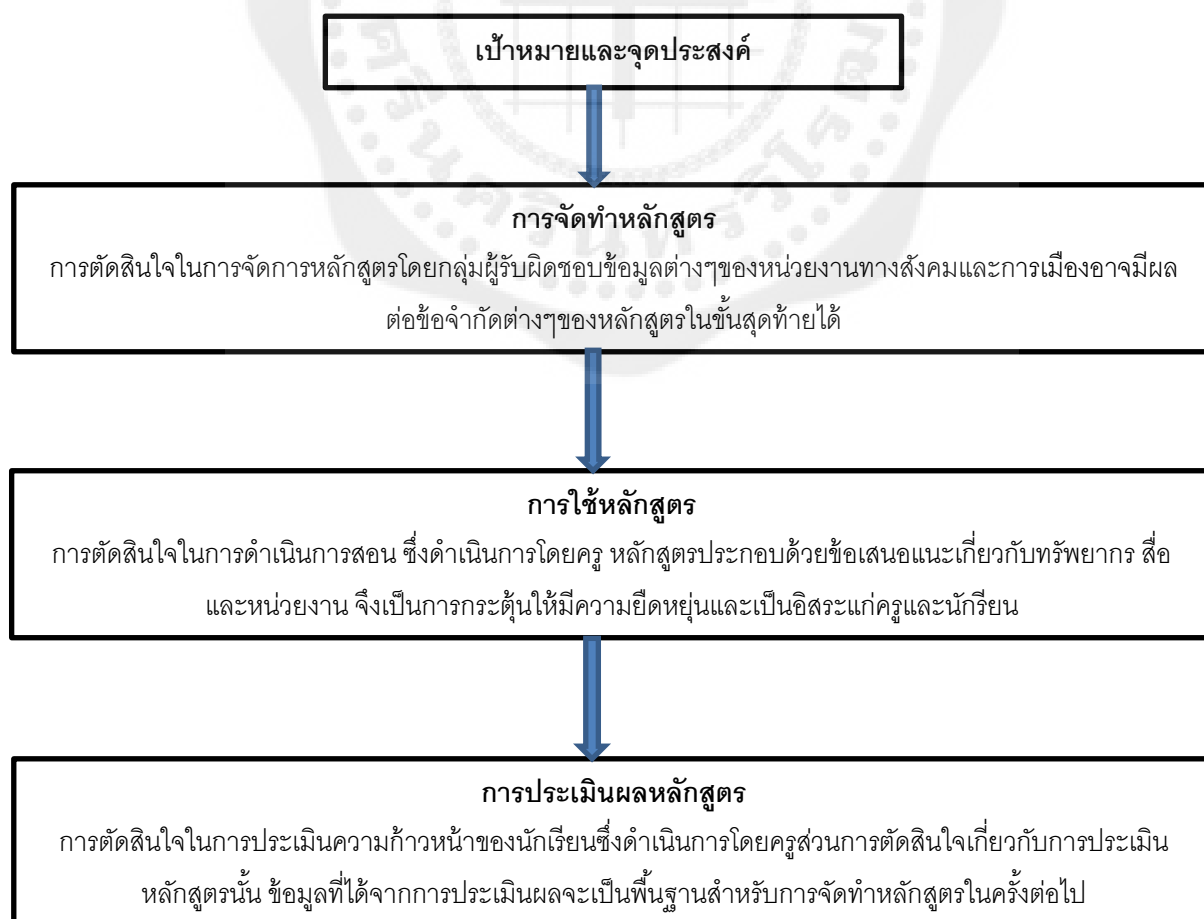 เป้าหมายและจุดประสงค์
การจัดทำหลักสูตร
การตัดสินใจในการจัดการหลักสูตรโดยกลุ่มผู้รับผิดชอบข้อมูลต่างๆของหน่วยงานทางสังคมและการเมืองอาจมีผล
ต่อข้อจำกัดต่างๆของหลักสูตรในขั้นสุดท้ายได้
การใช้หลักสูตร
การตัดสินใจในการดำเนินการสอน ซึ่งดำเนินการโดยครู หลักสูตรประกอบด้วยข้อเสนอแนะเกี่ยวกับทรัพยากร สื่อ
และหน่วยงาน จึงเป็นการกระตุ้นให้มีความยืดหยุ่นและเป็นอิสระแก่ครูและนักรียน
การประเมินผลหลักสูตร
การตัดสินใจในการประเมินความก้าวหน้าของนักเรียนซึ่งดำเนินการโดยครูส่วนการตัดสินใจเกี่ยวกับการประเมิน
หลักสูตรนั้น ข้อมูลที่ได้จากการประเมินผลจะเป็นพื้นฐานสำหรับการจัดทำหลักสูตรในครั้งต่อไป